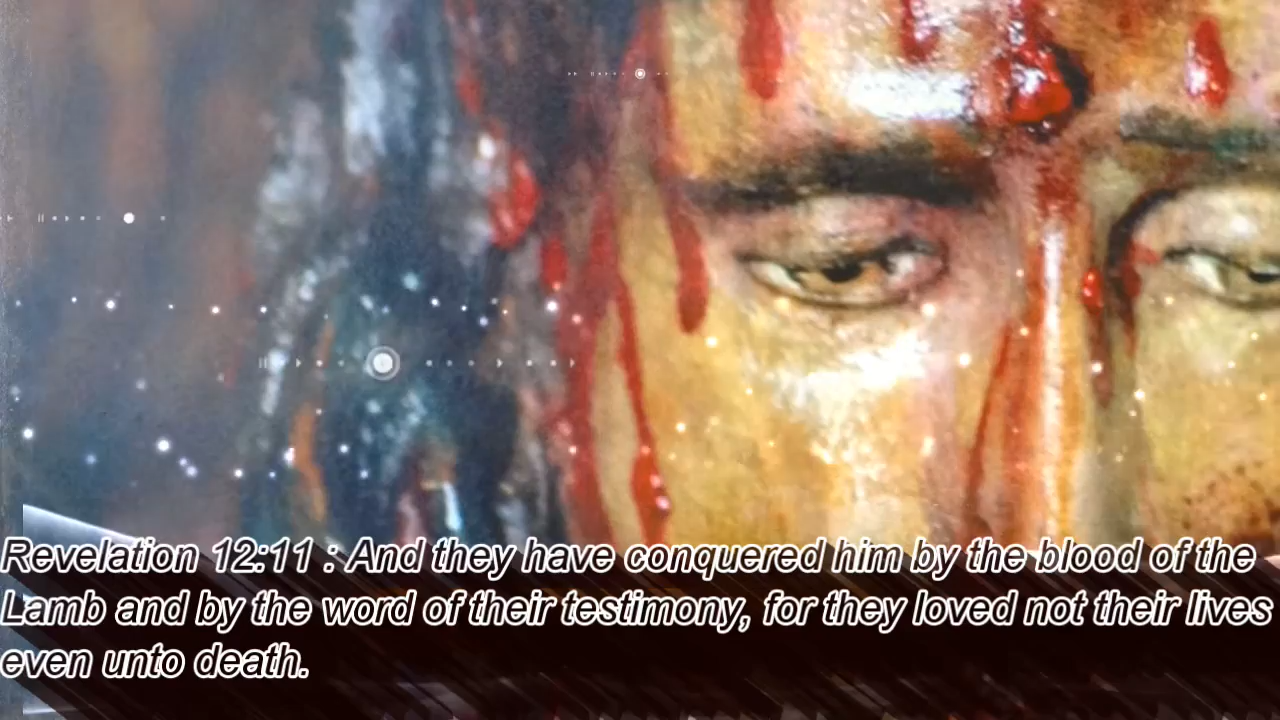 Revelation 12:11 : And they have conquered him by the blood of the
Lamb and by the word of their testimony, for they loved not their lives
even unto death.